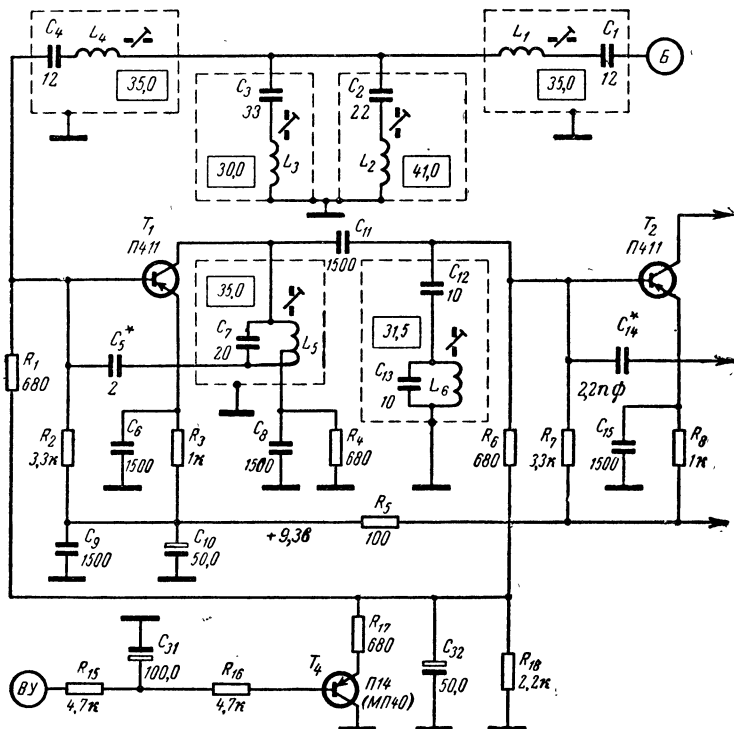 C4
12
L4
35,0
L1
C1
12
Б
35,0
C3
33
30,0
L3
C2
22
L2
41,0
T1
П411
C11
1500
T2
П411
35,0
C7
20
L5
C12
10
31,5
C13
10
L6
C5*
2
C14*
2,2пФ
R1
680
R2
3,3к
C6
1500
R3
1к
C8
1500
R4
680
R6
680
R7
3,3к
C15
1500
R8
1к
C9
1500
C10
50,0
+9,3в
R5
100
R17
680
C31
100,0
ВУ
R15
4,7к
R16
4,7к
T4
П14
(МП40)
C32
50,0
R18
2,2к